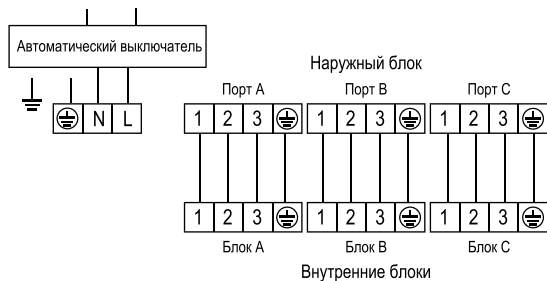 Автоматический выключатель
N L
Наружный блок
Порт A Порт B Порт C
1 2 3 1 2 3 1 2 3
1 2 3 1 2 3 1 2 3
Блок A Блок B Блок C
Внутренние блоки